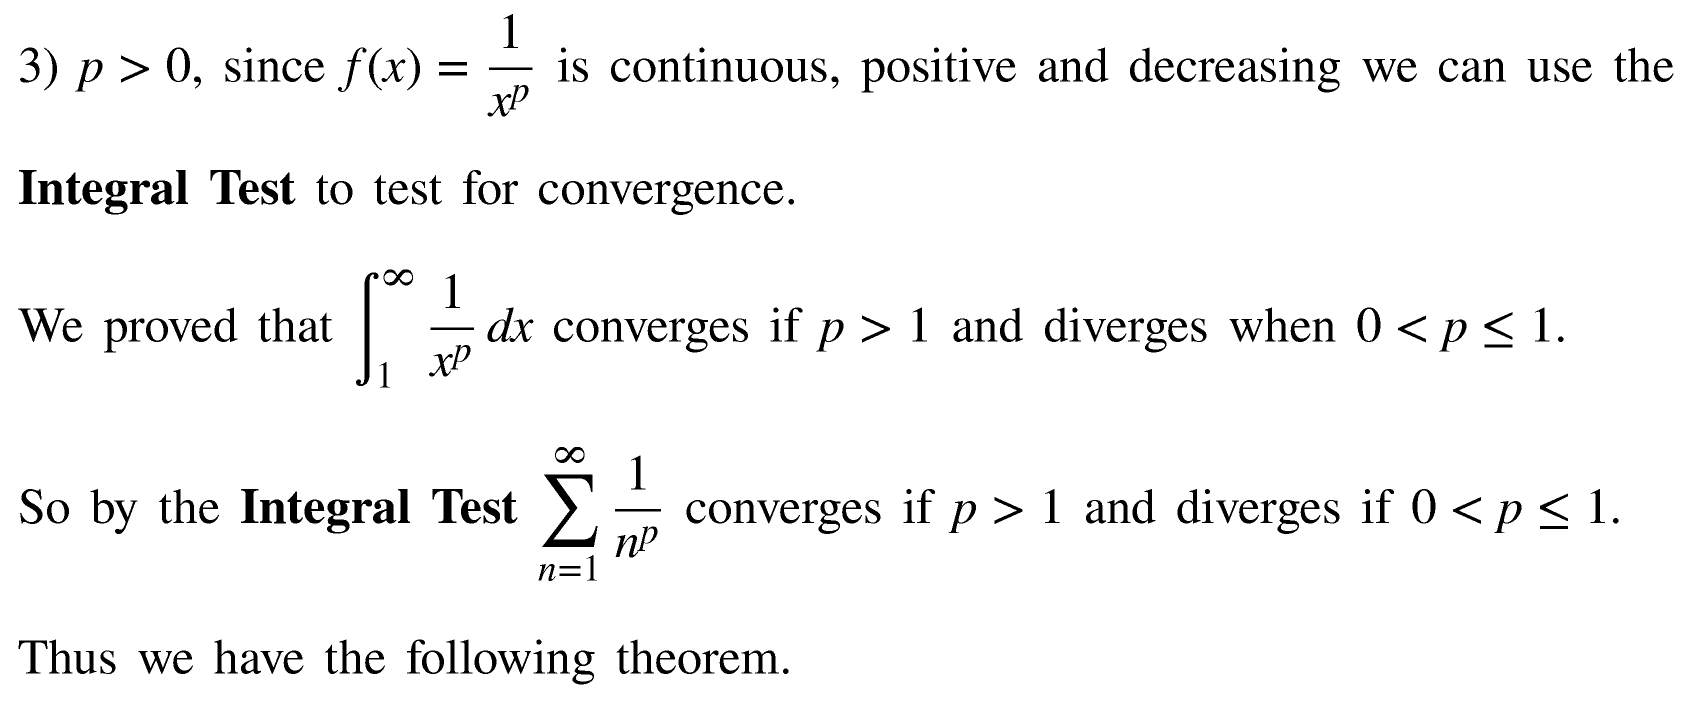 3) p > 0, since f(x) = 1/x^p is continuous, positive and decreasing we can use the
Integral Test to test for convergence.
We proved that ∫_1^∞ 1/x^p dx converges if p > 1 and diverges when 0 < p ≤ 1.
So by the Integral Test ∑_{n=1}^∞ 1/n^p converges if p > 1 and diverges if 0 < p ≤ 1.
Thus we have the following theorem.